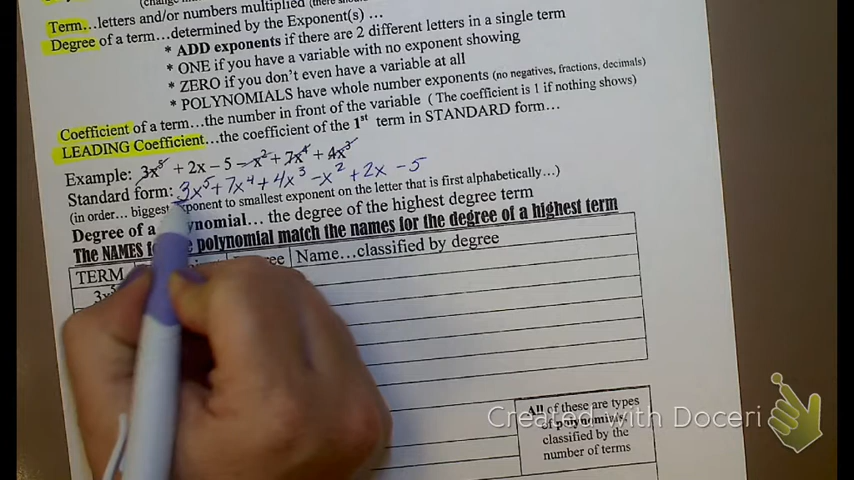 (change
Term...letters and/or numbers multiplied (there
Degree of a term...determined by the Exponent(s) ...
* ADD exponents if there are 2 different letters in a single term
* ONE if you have a variable with no exponent showing
* ZERO if you don't even have a variable at all
* POLYNOMIALS have whole number exponents (no negatives, fractions, decimals)
Coefficient of a term...the number in front of the variable ( The coefficient is 1 if nothing shows)
LEADING Coefficient...the coefficient of the 1st term in STANDARD form...
Example: 3x⁵ + 2x – 5 – x² + 7x⁴ + 4x³
Standard form: 3x⁵ + 7x⁴ + 4x³ – x² + 2x – 5
(in order... biggest exponent to smallest exponent on the letter that is first alphabetically...)
Degree of a polynomial... the degree of the highest degree term
The NAMES polynomial match the names for the degree of a highest term
TERM Name...classified by degree
3x⁵
All of these are types
of polynomials,
classified by the
number of terms
Created with Doceri